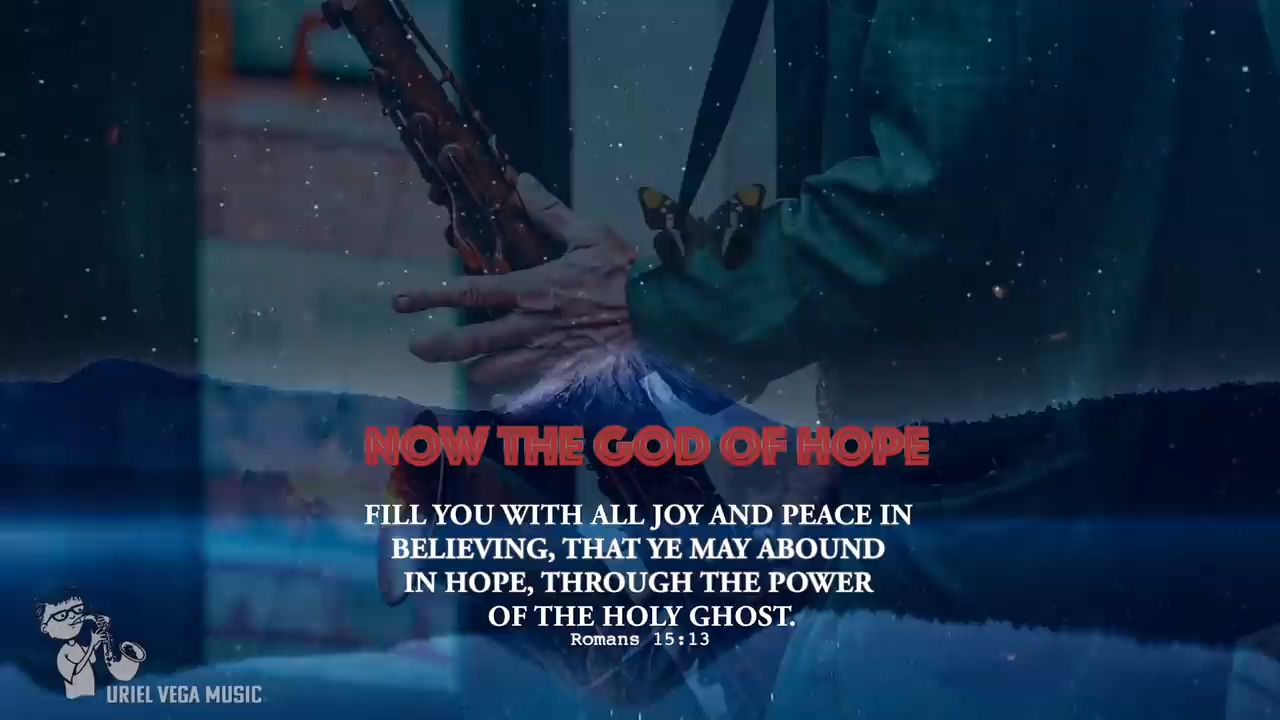 NOW THE GOD OF HOPE
FILL YOU WITH ALL JOY AND PEACE IN
BELIEVING, THAT YE MAY ABOUND
IN HOPE, THROUGH THE POWER
OF THE HOLY GHOST.
Romans 15:13
URIEL VEGA MUSIC